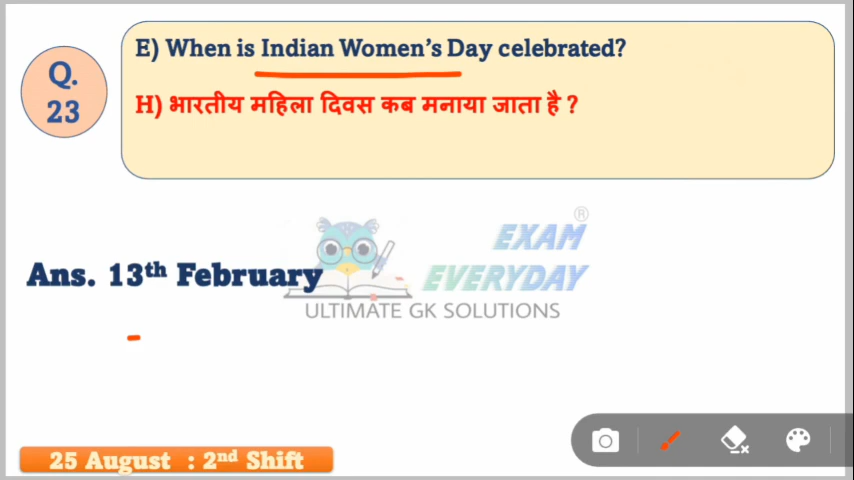 Q.
23
E) When is Indian Women's Day celebrated?
H) भारतीय महिला दिवस कब मनाया जाता है ?
®
EXAM
EVERYDAY
Ans. 13th February
ULTIMATE GK SOLUTIONS
25 August : 2nd Shift